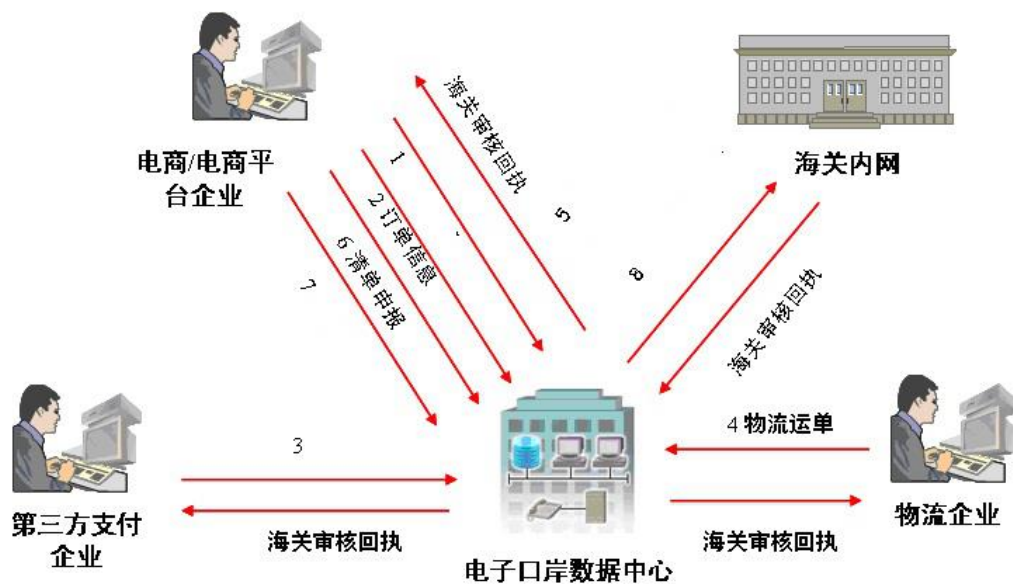 电商/电商平
台企业
海关内网
海关审核回执
1
2 订单信息
6 清单申报
7
5
8
海关审核回执
4 物流运单
3
第三方支付
企业
海关审核回执
电子口岸数据中心
海关审核回执
物流企业